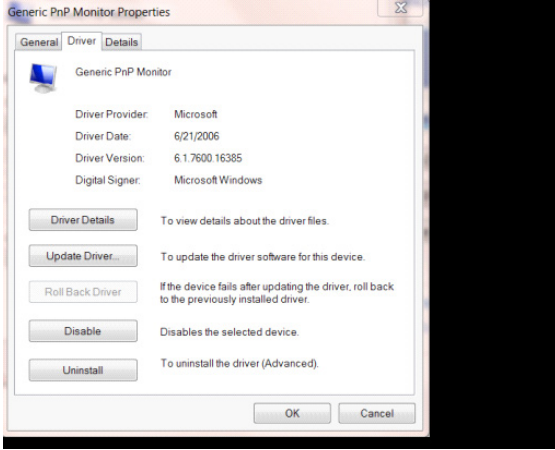 Generic PnP Monitor Properties
General Driver Details
Generic PnP Monitor
Driver Provider: Microsoft
Driver Date: 6/21/2006
Driver Version: 6.1.7600.16385
Digital Signer: Microsoft Windows
Driver Details To view details about the driver files.
Update Driver... To update the driver software for this device.
Roll Back Driver If the device fails after updating the driver, roll back
to the previously installed driver.
Disable Disables the selected device.
Uninstall To uninstall the driver (Advanced).
OK Cancel